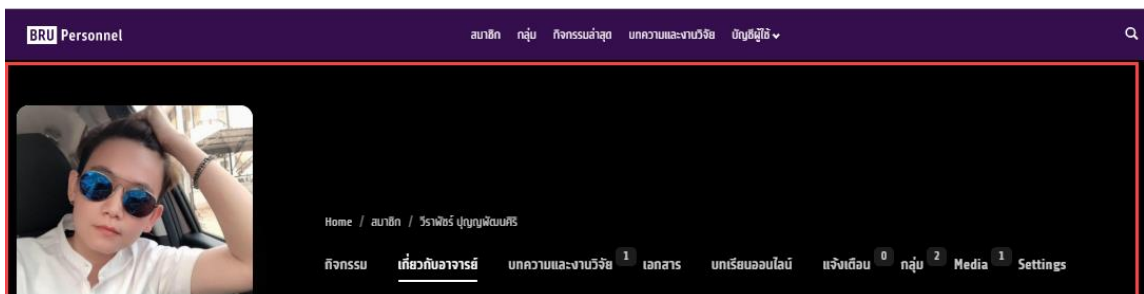 BRU Personnel
สมาชิก กลุ่ม กิจกรรมล่าสุด บทความและงานวิจัย บัญชีผู้ใช้
Home / สมาชิก / วีราพัชร์ ปุญญพัฒนศิริ
กิจกรรม เกี่ยวกับอาจารย์ บทความและงานวิจัย 1 เอกสาร บทเรียนออนไลน์ แจ้งเตือน 0 กลุ่ม 2 Media 1 Settings